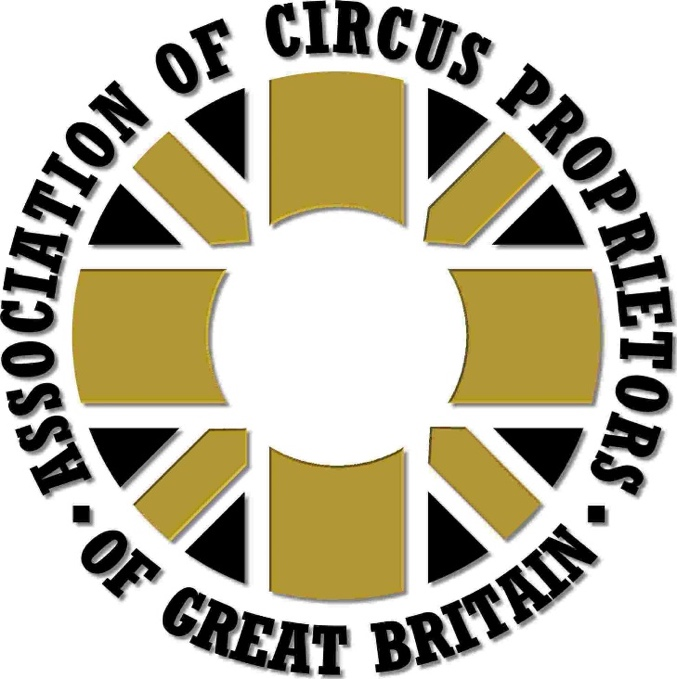 ASSOCIATION OF CIRCUS PROPRIETORS
· OF GREAT BRITAIN ·